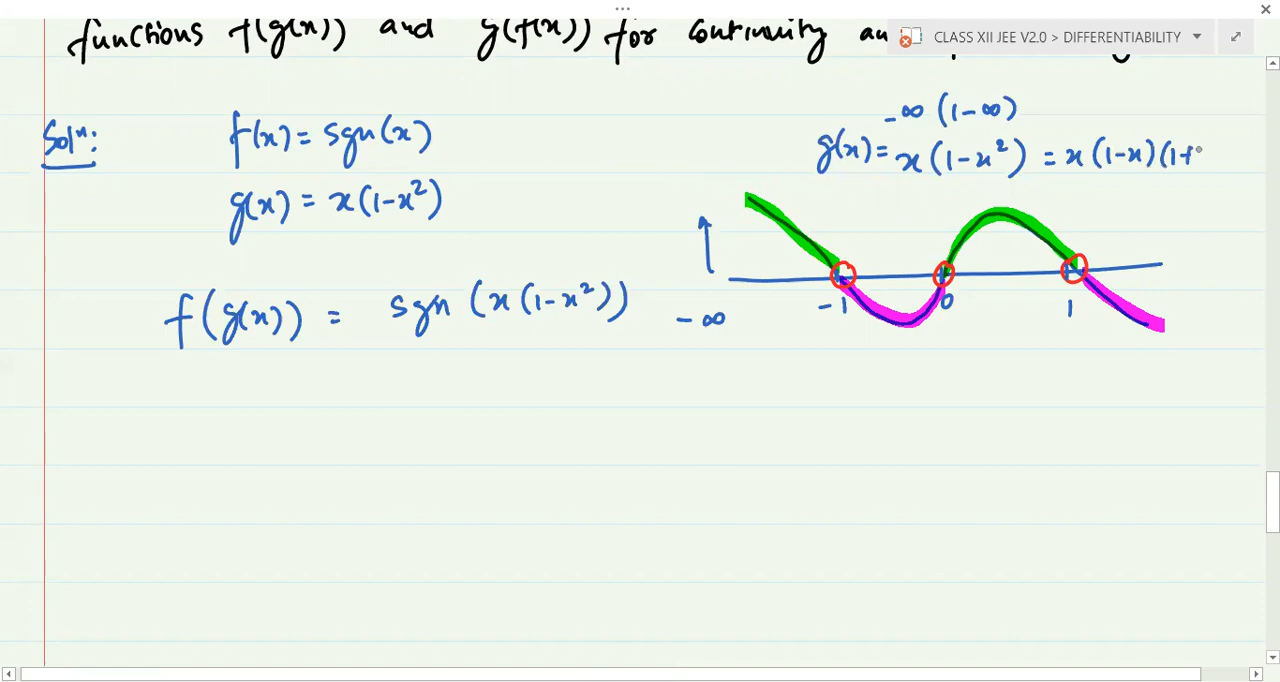 functions f(g(x)) and g(f(x)) for continuity
CLASS XII JEE V2.0 > DIFFERENTIABILITY
Solⁿ: f(x) = sgn(x)
g(x) = x(1-x²)
-∞ (1-∞)
g(x) = x(1-x²) = x(1-x)(1+
f(g(x)) = sgn(x(1-x²))
-∞ -1 0 1